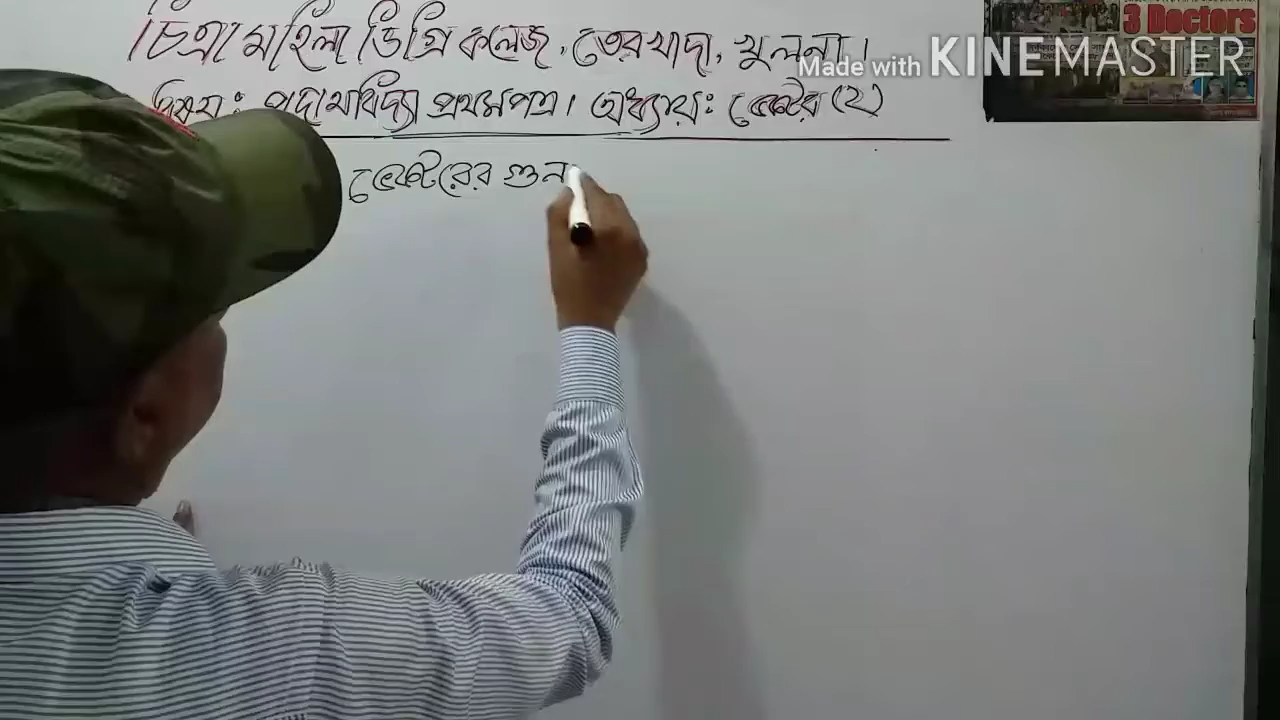 চিত্রা মহিলা ডিগ্রি কলেজ, তেরখাদা, খুলনা।
Made with KINEMASTER
3 Doctors
বিষয়: পদার্থবিদ্যা প্রথমপত্র। অধ্যায়: ভেক্টর (২)
ভেক্টরের গুন